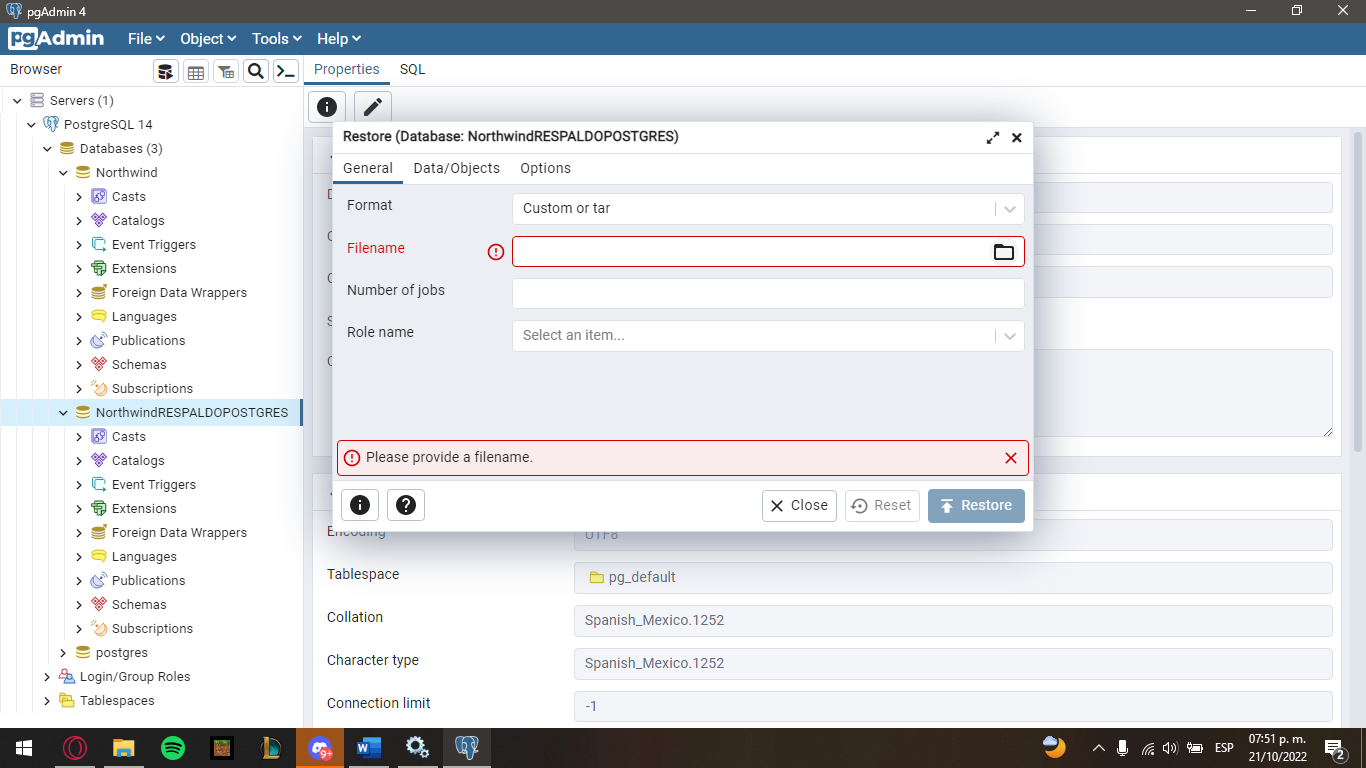 pgAdmin 4
pgAdmin File Object Tools Help
Browser Properties SQL
Servers (1)
PostgreSQL 14
Databases (3)
Northwind
Casts
Catalogs
Event Triggers
Extensions
Foreign Data Wrappers
Languages
Publications
Schemas
Subscriptions
NorthwindRESPALDOPOSTGRES
Casts
Catalogs
Event Triggers
Extensions
Foreign Data Wrappers
Languages
Publications
Schemas
Subscriptions
postgres
Login/Group Roles
Tablespaces
Restore (Database: NorthwindRESPALDOPOSTGRES)
General Data/Objects Options
Format Custom or tar
Filename
Number of jobs
Role name Select an item...
Please provide a filename.
Close Reset Restore
Encoding UTF8
Tablespace pg_default
Collation Spanish_Mexico.1252
Character type Spanish_Mexico.1252
Connection limit -1
9+
ESP
07:51 p. m.
21/10/2022
2